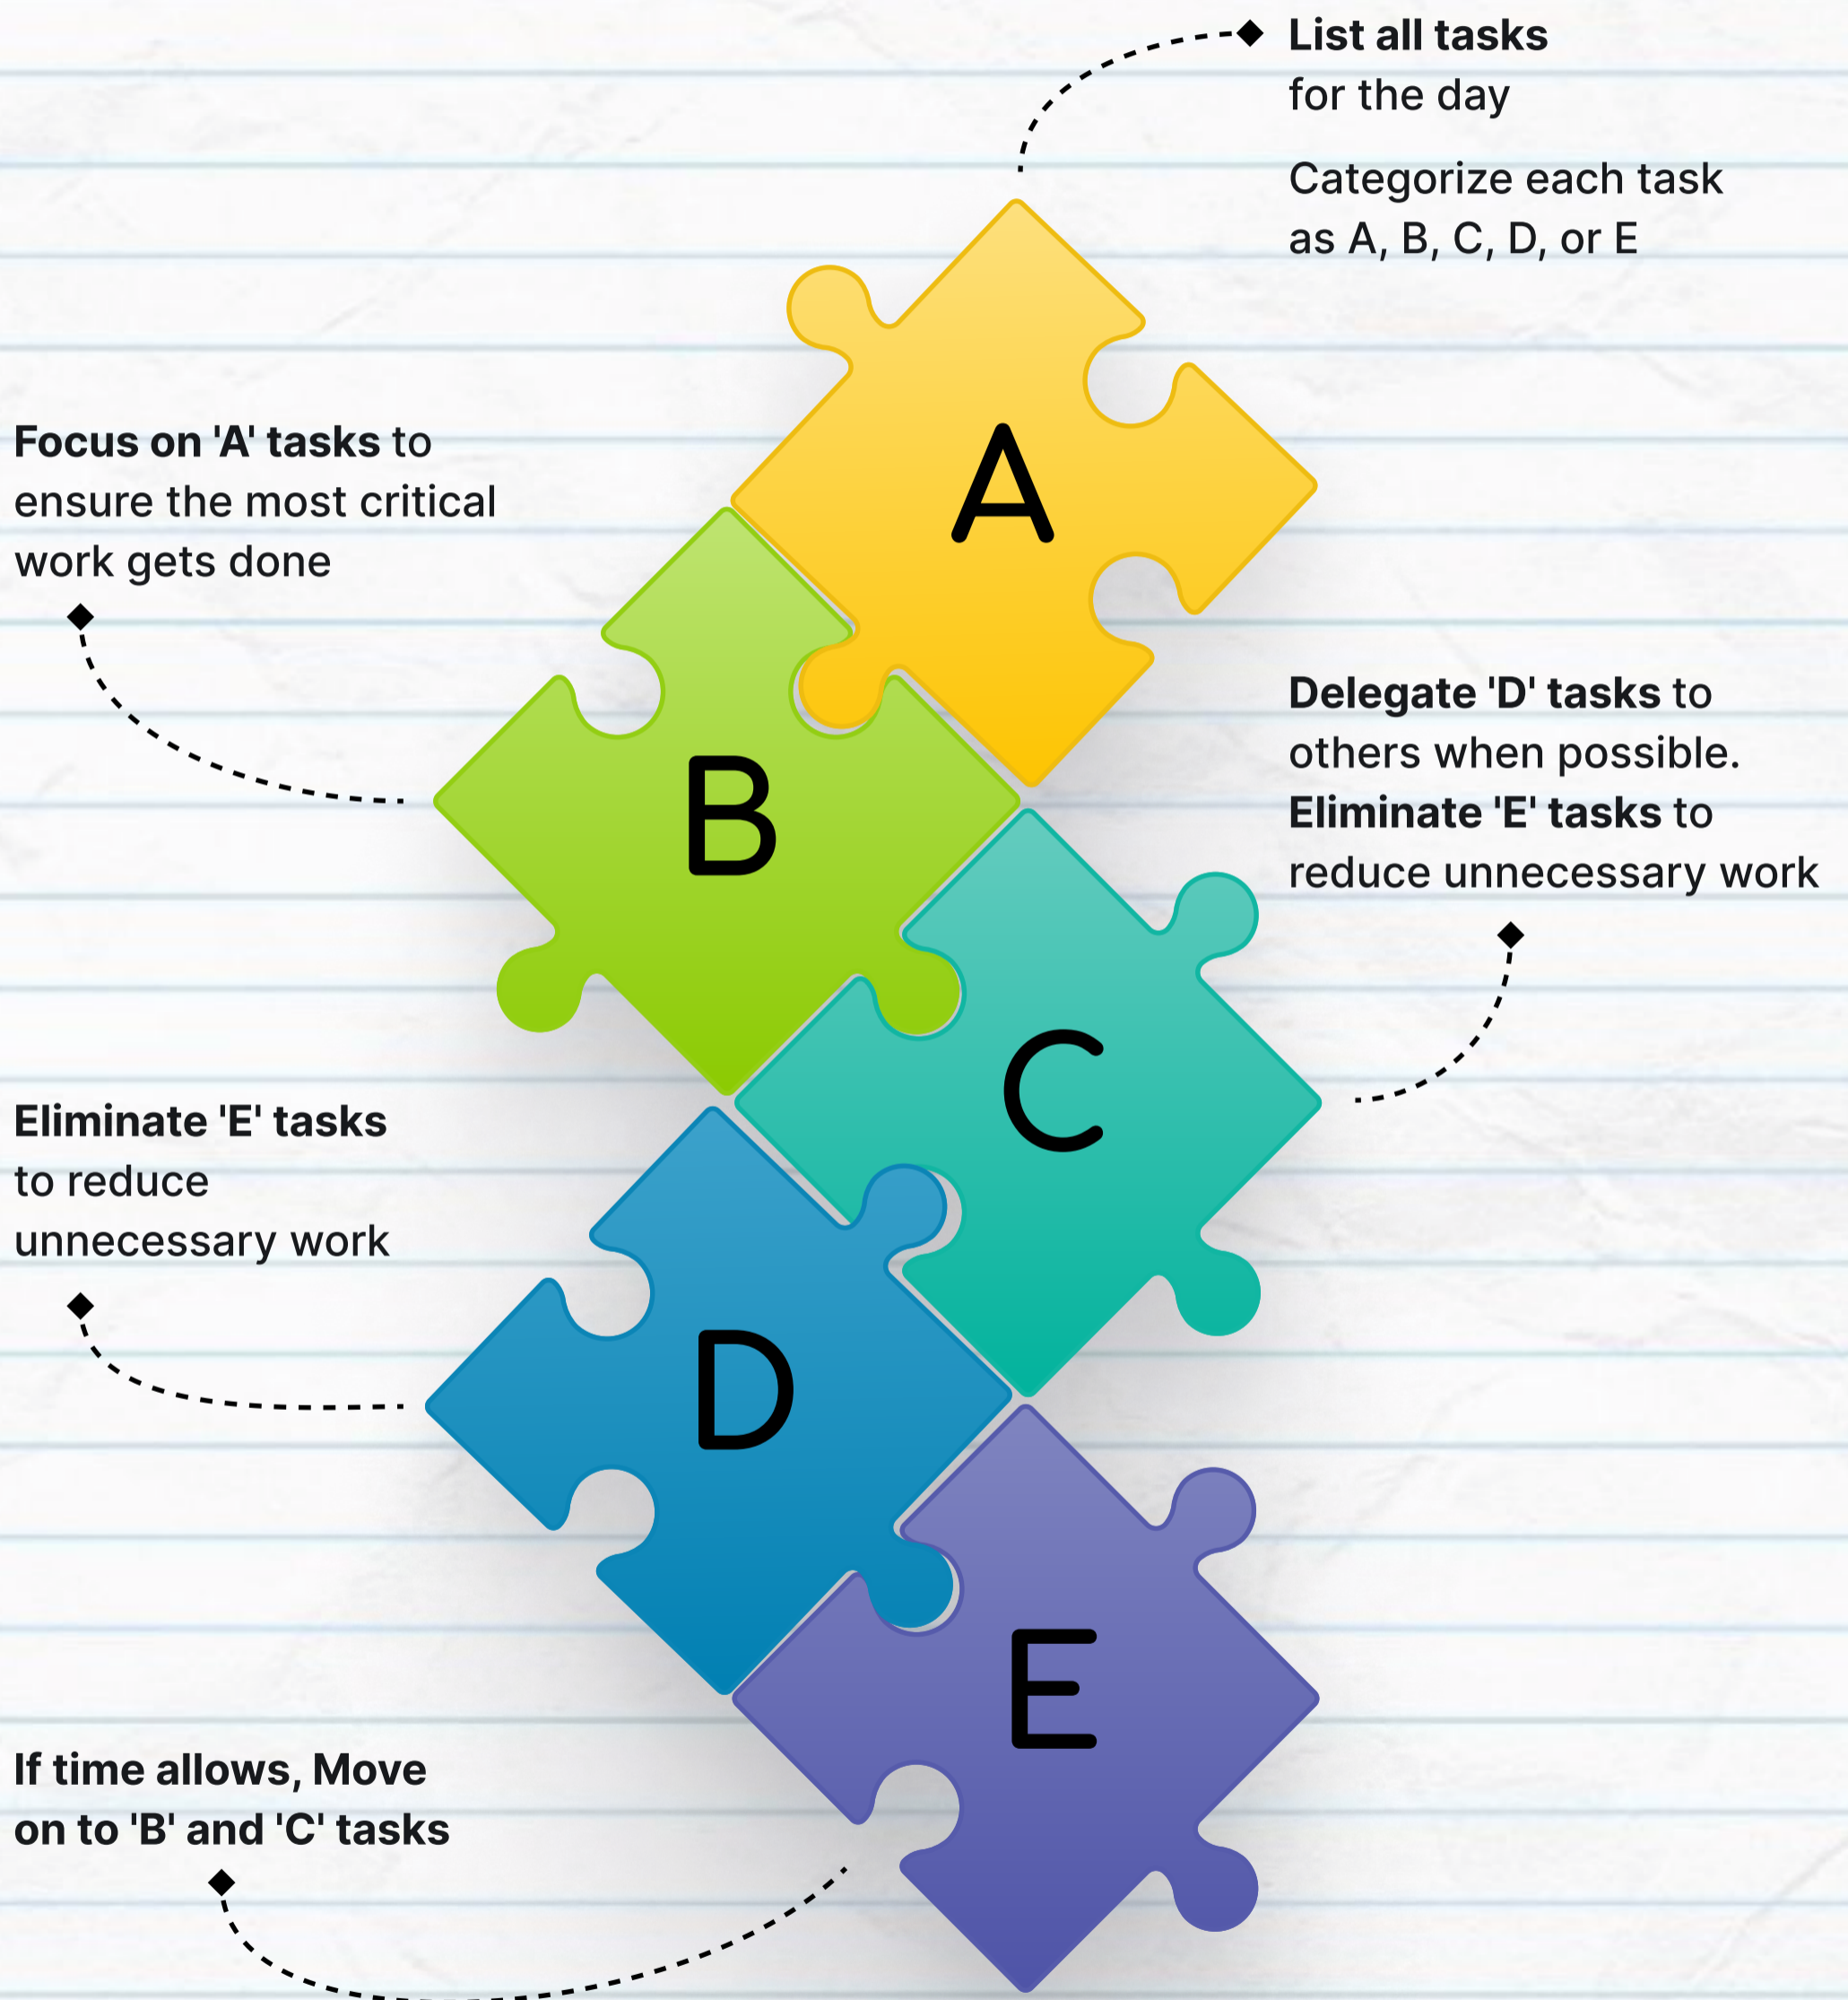 List all tasks
for the day
Categorize each task
as A, B, C, D, or E
A
Focus on 'A' tasks to
ensure the most critical
work gets done
B
Delegate 'D' tasks to
others when possible.
Eliminate 'E' tasks to
reduce unnecessary work
C
Eliminate 'E' tasks
to reduce
unnecessary work
D
E
If time allows, Move
on to 'B' and 'C' tasks